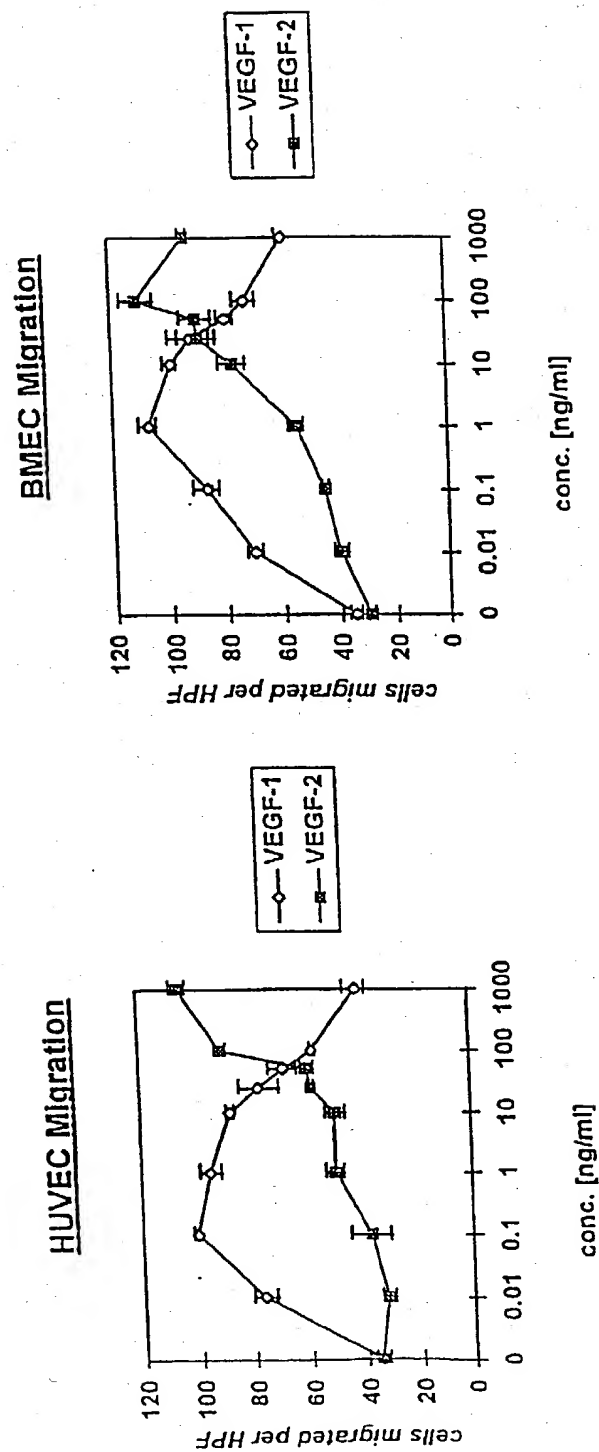 HUVEC Migration
cells migrated per HPF.
120
100
80
60
40
20
0
0 0.01 0.1 1 10 100 1000
conc. [ng/ml]
VEGF-1
VEGF-2
BMEC Migration
cells migrated per HPF.
120
100
80
60
40
20
0
0 0.01 0.1 1 10 100 1000
conc. [ng/ml]
VEGF-1
VEGF-2